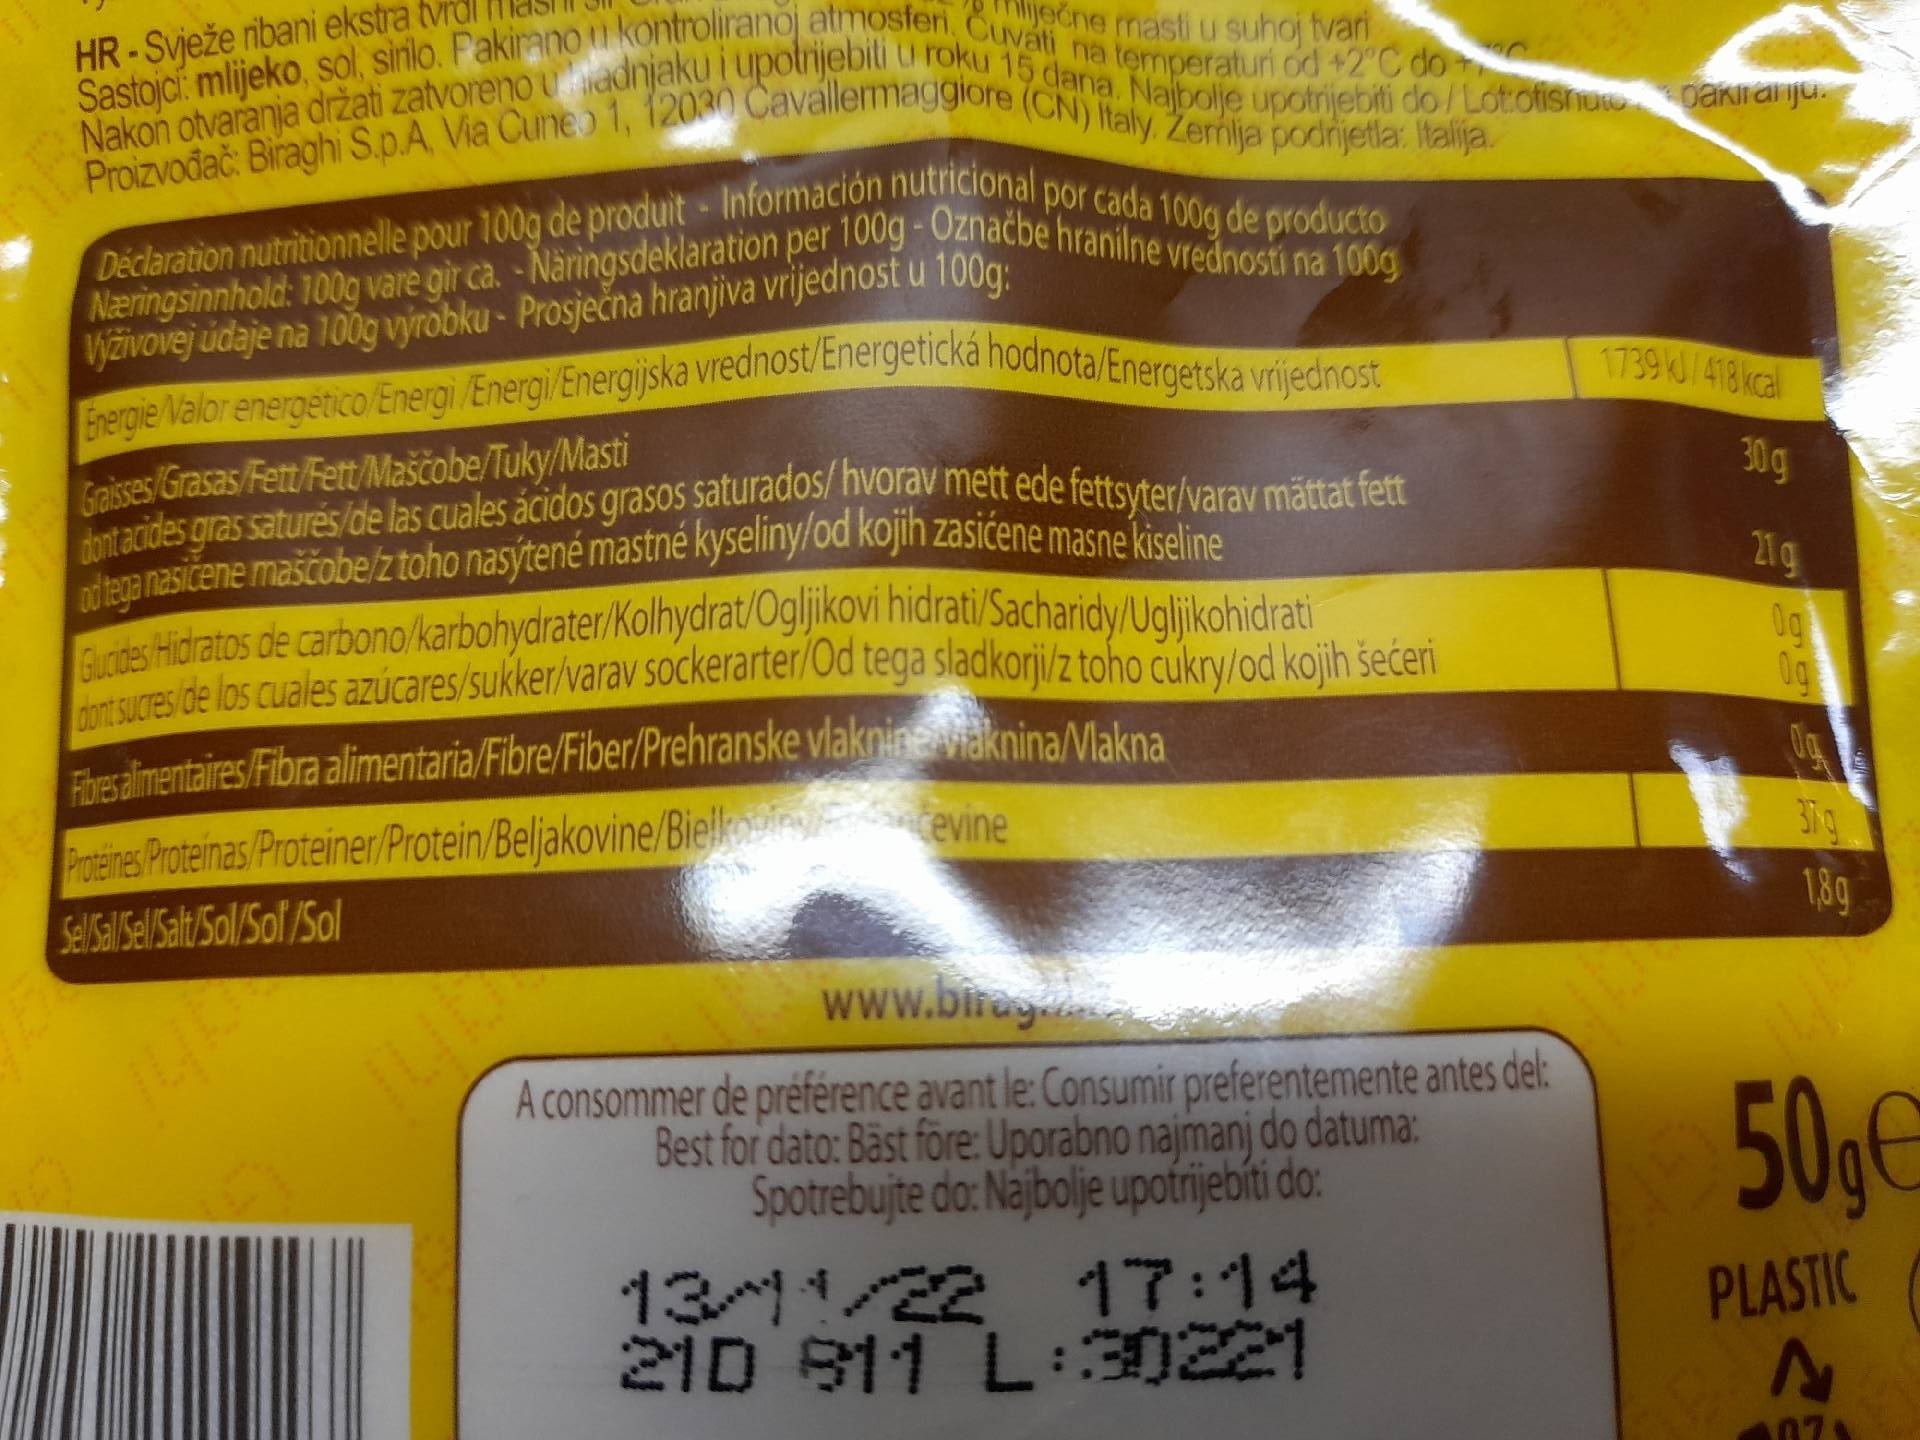 HR - Svježe ribani ekstra tvrdi masni sir mliječne masti u suhoj tvari
Sastojci: mlijeko, sol, sirilo. Pakirano u kontroliranoj atmosferi. Čuvati na temperaturi od +2°C do
Nakon otvaranja držati zatvoreno u hladnjaku i upotrijebiti u roku 15 dana. Najbolje upotrijebiti do / Lot: pakiranju.
Proizvođač: Biraghi S.p.A, Via Cuneo 1, 12030 Cavallermaggiore (CN) Italy. Zemlja podrijetla: Italija.
Déclaration nutritionnelle pour 100g de produit - Información nutricional por cada 100g de producto
Næringsinnhold: 100g vare gir ca. - Näringsdeklaration per 100g - Označbe hranilne vrednosti na 100g
Výživovej údaje na 100g výrobku - Prosječna hranjiva vrijednost u 100g:
Energie/Valor energético/Energi /Energi/Energijska vrednost/Energetická hodnota/Energetska vrijednost 1739 kJ / 418 kcal
Graisses/Grasas/Fett/Fett/Maščobe/Tuky/Masti 30 g
dont acides gras saturés/de las cuales ácidos grasos saturados/ hvorav mett ede fettsyter/varav mättat fett
od tega nasičene maščobe/z toho nasýtené mastné kyseliny/od kojih zasićene masne kiseline 21 g
Glucides/Hidratos de carbono/karbohydrater/Kolhydrat/Ogljikovi hidrati/Sacharidy/Ugljikohidrati 0 g
dont sucres/de los cuales azúcares/sukker/varav sockerarter/Od tega sladkorji/z toho cukry/od kojih šećeri 0 g
Fibres alimentaires/Fibra alimentaria/Fibre/Fiber/Prehranske vlaknine/Vláknina/Vlakna 0 g
Protéines/Proteínas/Proteiner/Protein/Beljakovine/Bielkoviny/ 37 g
Sel/Sal/Sel/Salt/Sol/Soľ/Sol 1,8 g
A consommer de préférence avant le: Consumir preferentemente antes del:
Best for dato: Bäst före: Uporabno najmanj do datuma:
Spotrebujte do: Najbolje upotrijebiti do:
13/11/22 17:14
21D 811 L:30221
50g e
PLASTIC